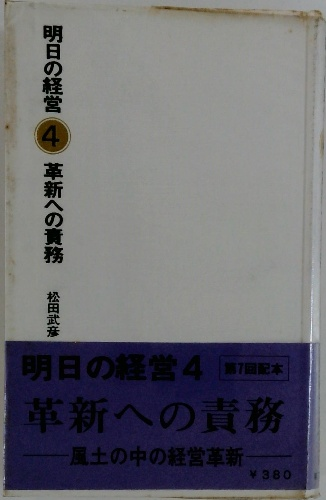 明日の経営
4
革新への責務
松田武彦
明日の経営4
第7回配本
革新への責務
——風土の中の経営革新——
￥380